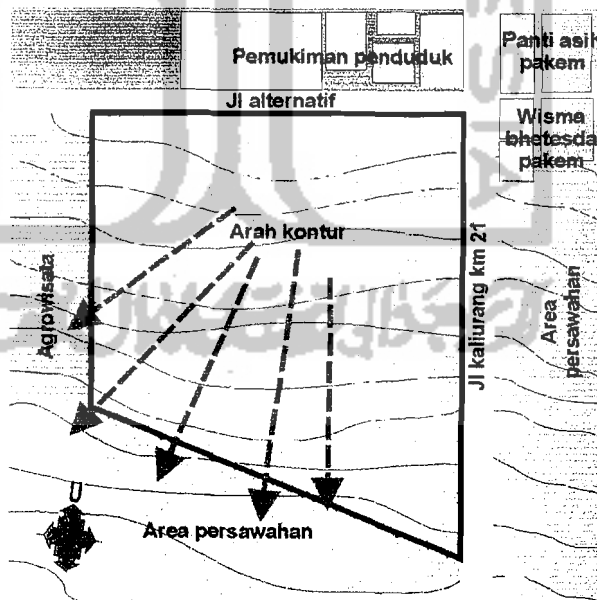 Pemukiman penduduk
Panti asih
pakem
Jl alternatif
Wisma
bhetesda
pakem
Arah kontur
Agrowisata
Jl kaliurang km 21
Area
persawahan
U
Area persawahan